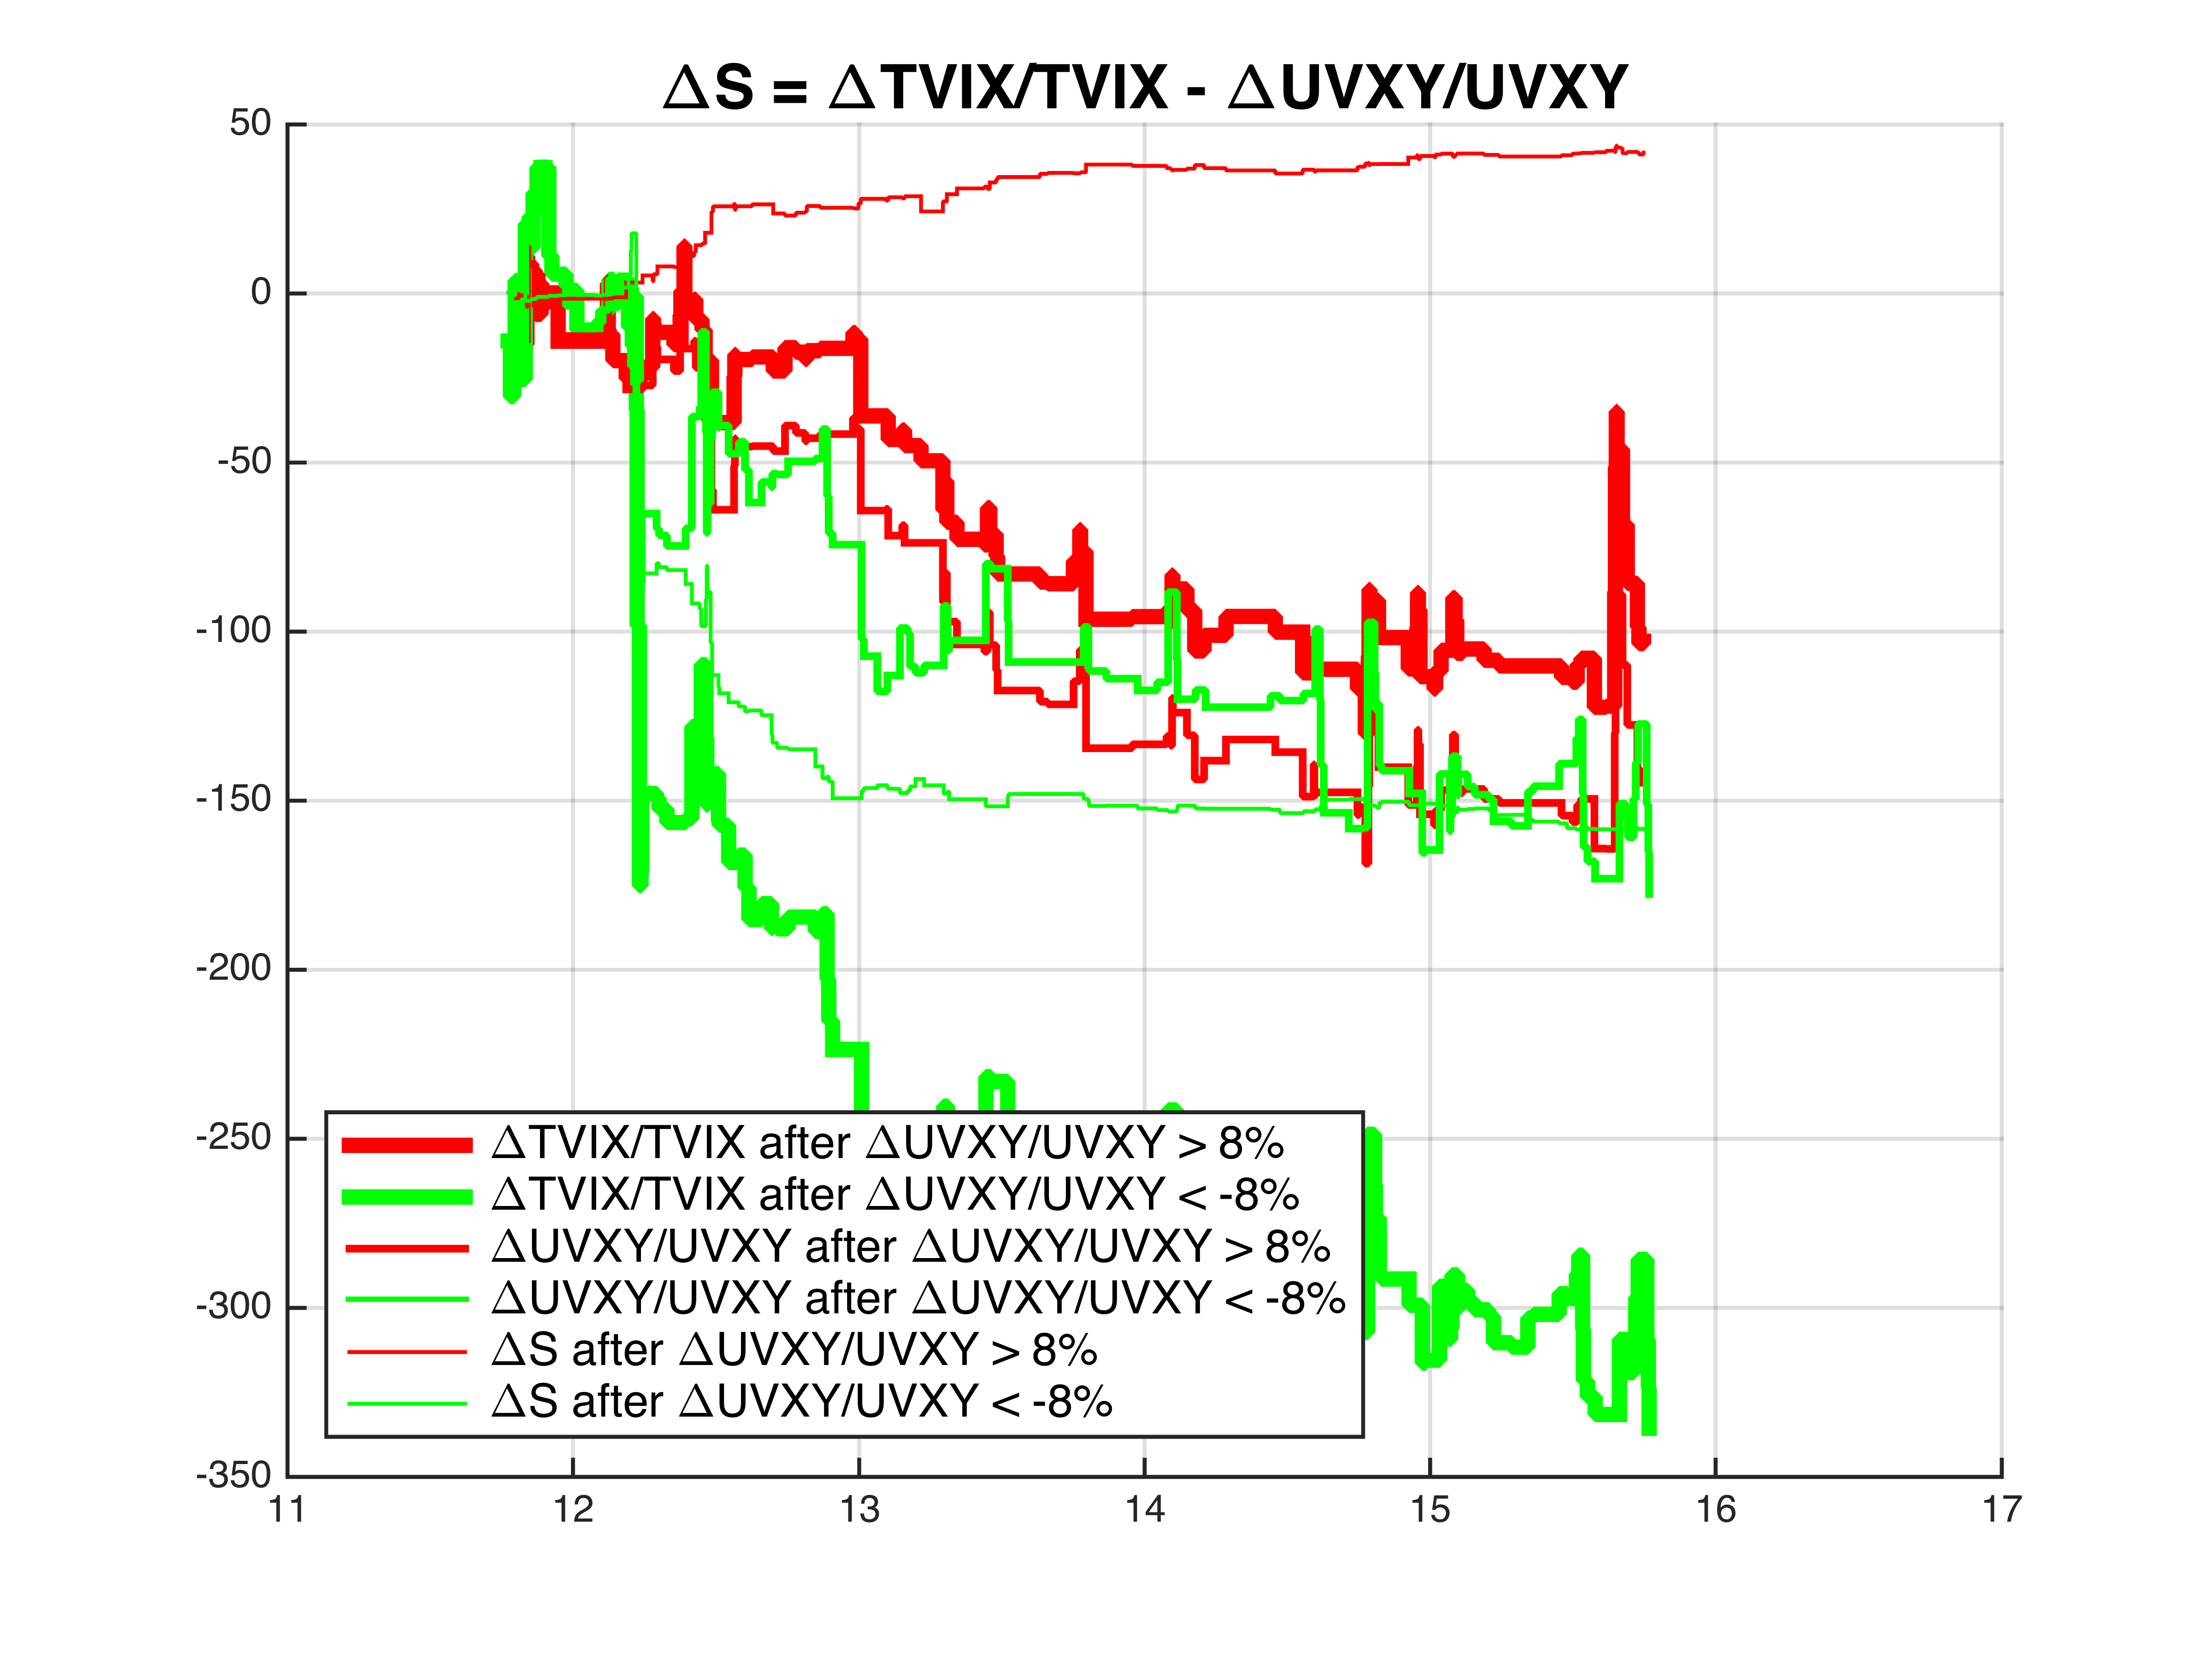 ΔS = ΔTVIX/TVIX - ΔUVXY/UVXY
50
0
-50
-100
-150
-200
-250
-300
-350
ΔTVIX/TVIX after ΔUVXY/UVXY > 8%
ΔTVIX/TVIX after ΔUVXY/UVXY < -8%
ΔUVXY/UVXY after ΔUVXY/UVXY > 8%
ΔUVXY/UVXY after ΔUVXY/UVXY < -8%
ΔS after ΔUVXY/UVXY > 8%
ΔS after ΔUVXY/UVXY < -8%
11 12 13 14 15 16 17